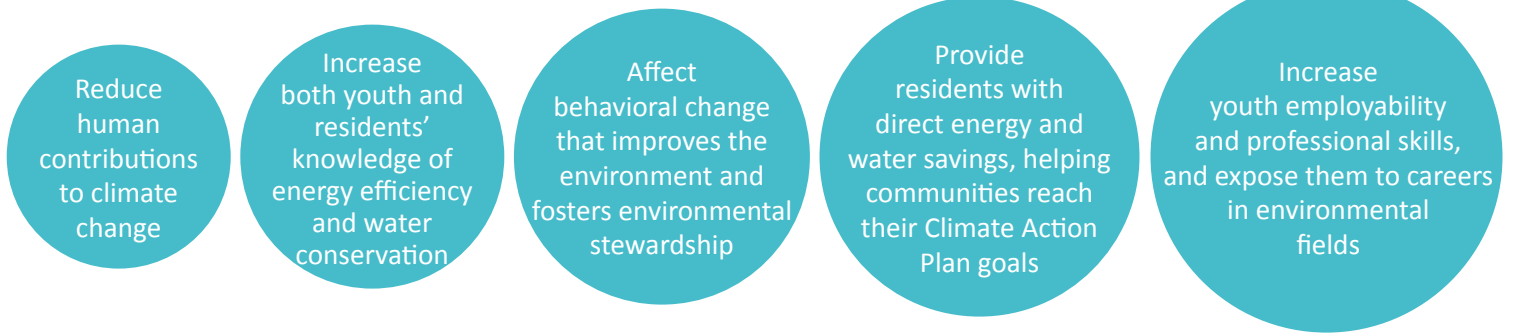 Reduce
human
contributions
to climate
change
Increase
both youth and
residents’
knowledge of
energy efficiency
and water
conservation
Affect
behavioral change
that improves the
environment and
fosters environmental
stewardship
Provide
residents with
direct energy and
water savings, helping
communities reach
their Climate Action
Plan goals
Increase
youth employability
and professional skills,
and expose them to careers
in environmental
fields